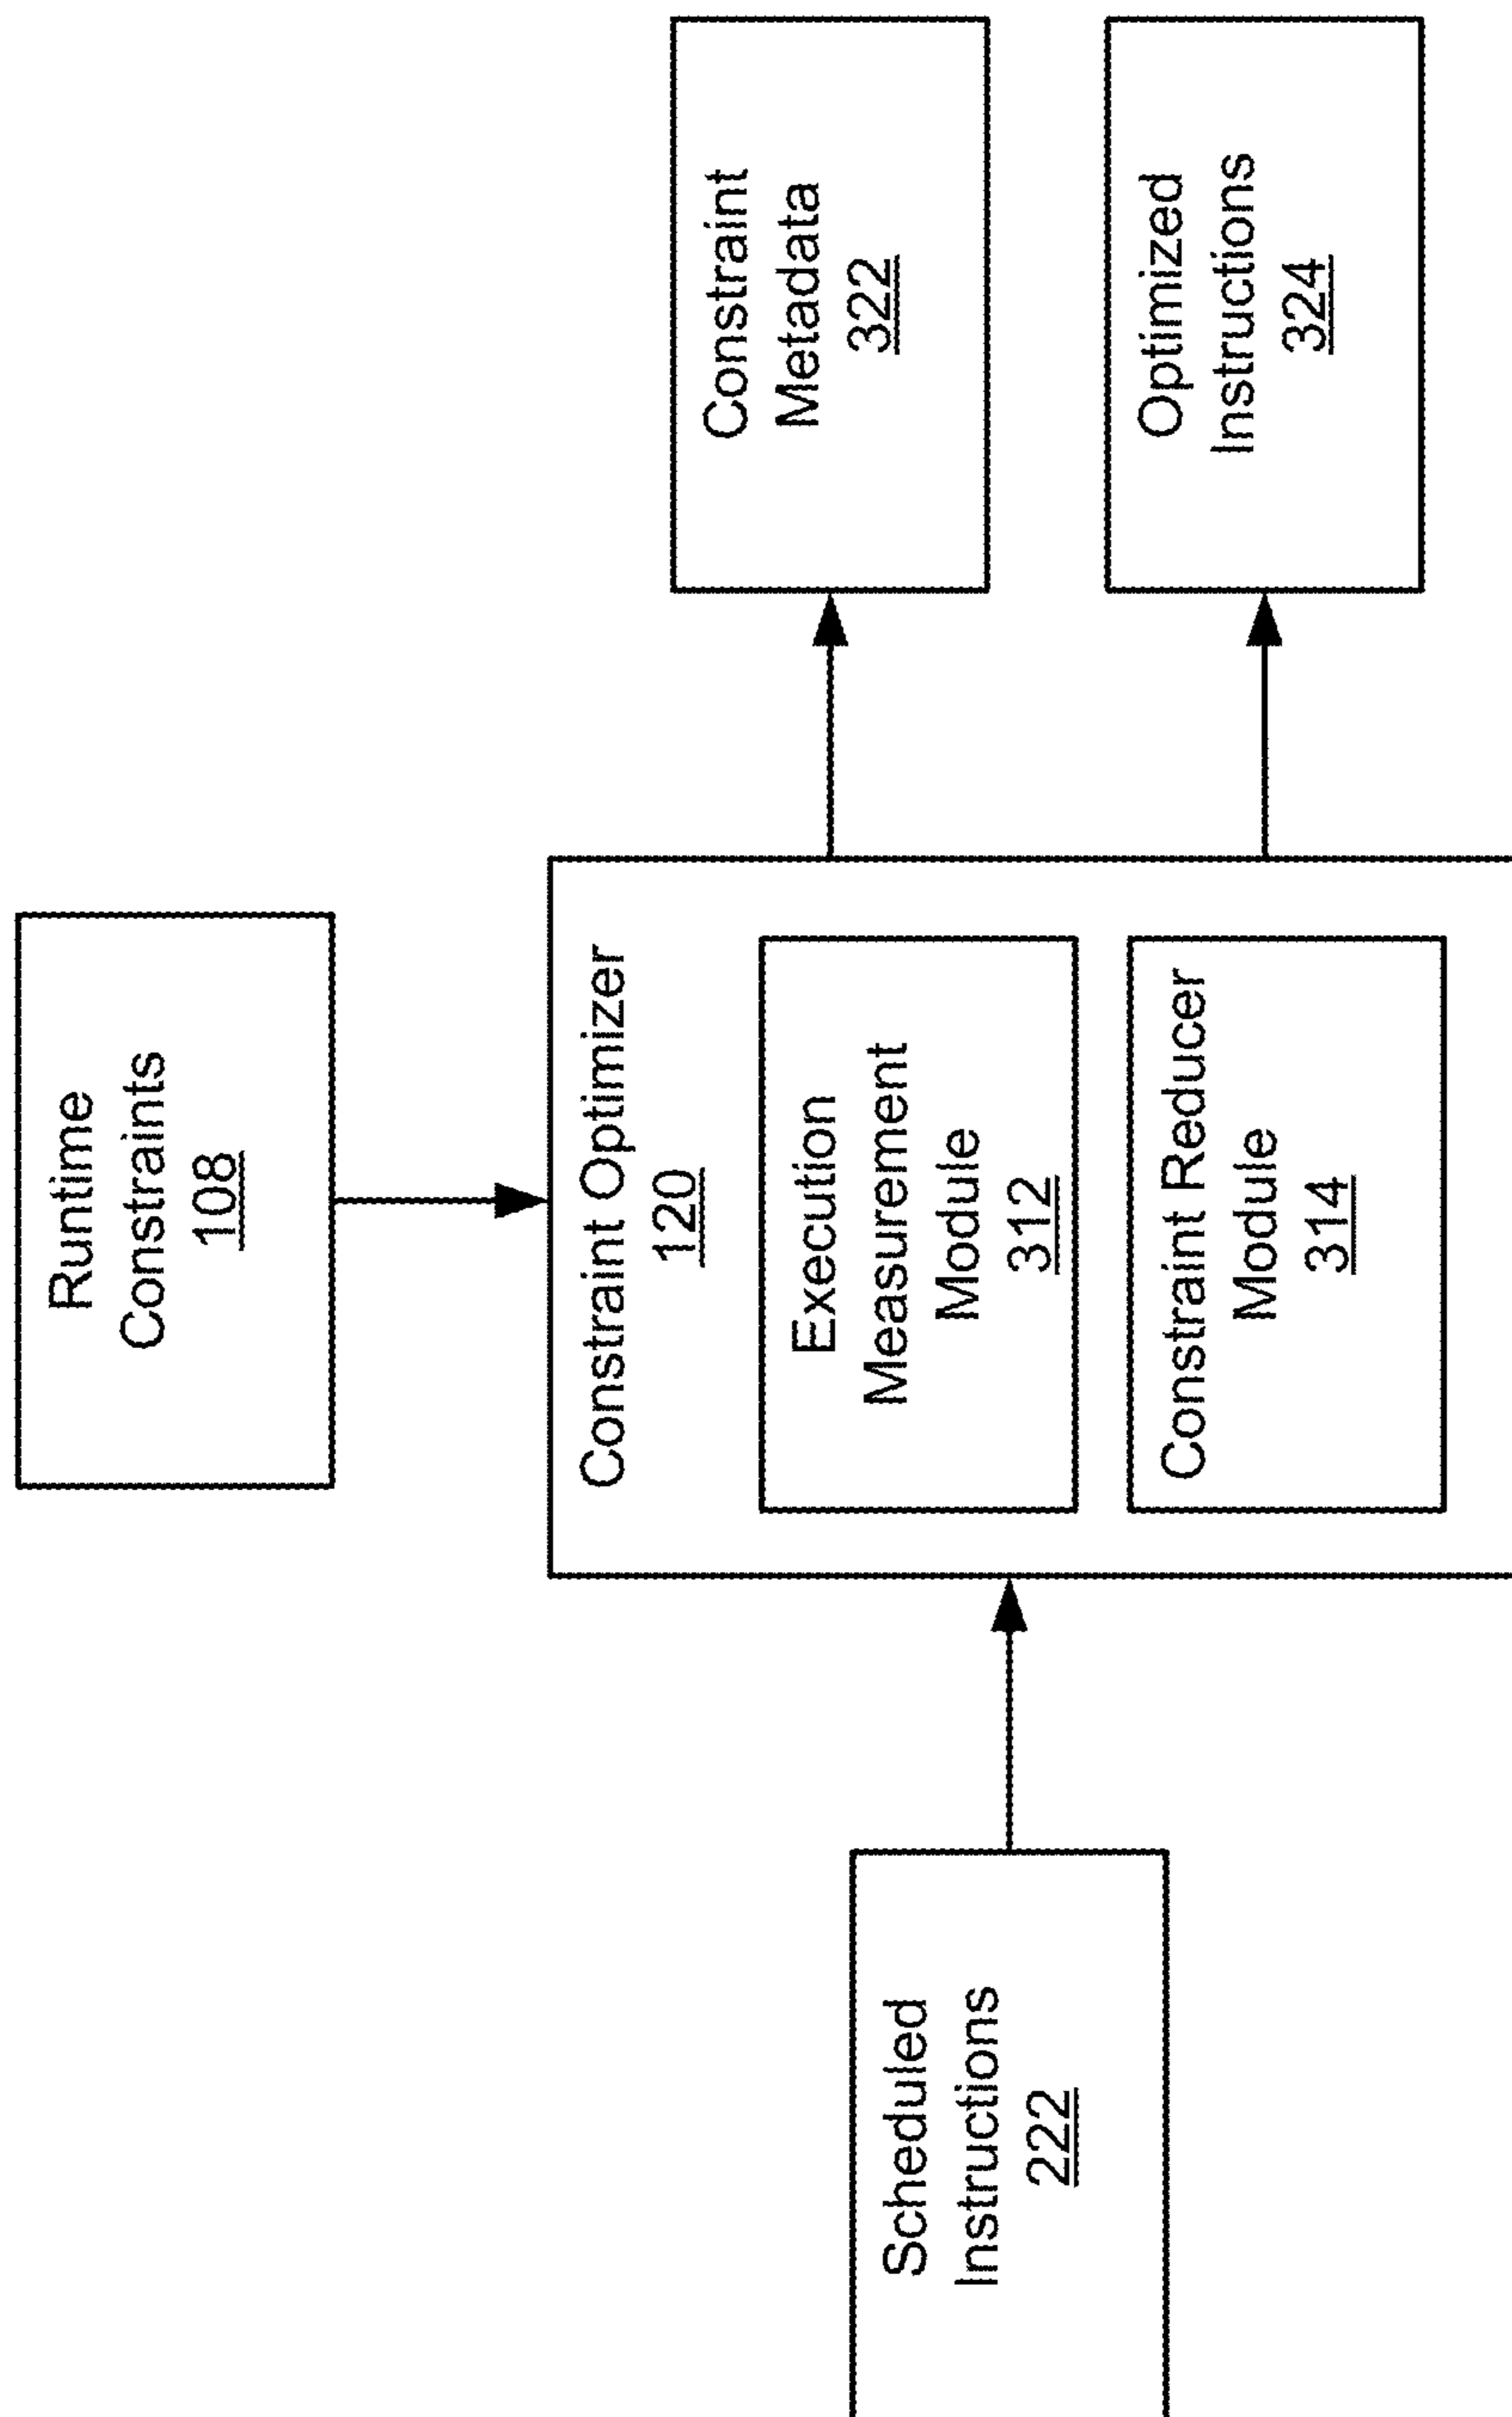 Runtime
Constraints
108
Scheduled
Instructions
222
Constraint Optimizer
120
Execution
Measurement
Module
312
Constraint Reducer
Module
314
Constraint
Metadata
322
Optimized
Instructions
324